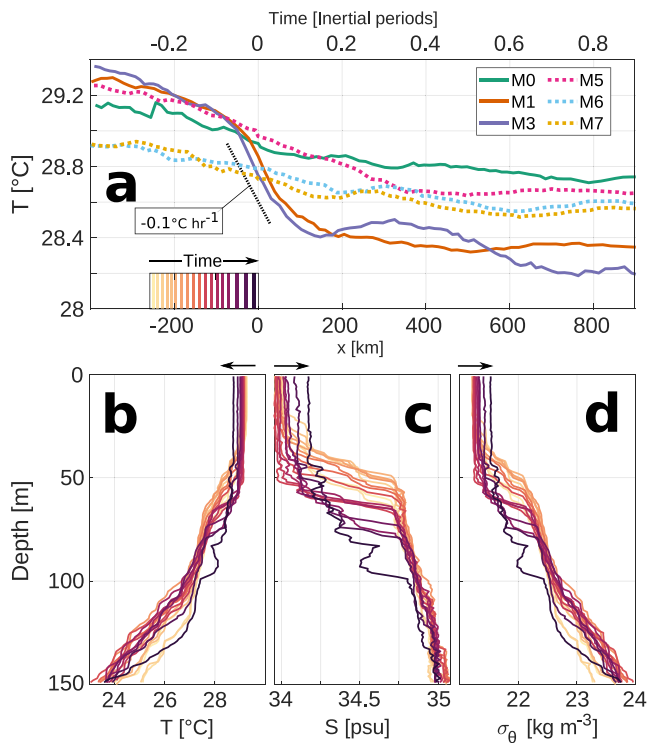 Time [Inertial periods]
-0.2 0 0.2 0.4 0.6 0.8
29.2
28.8
28.4
28
T [°C]
M0 M5
M1 M6
M3 M7
a
-0.1°C hr⁻¹
Time
-200 0 200 400 600 800
x [km]
b c d
0
50
100
150
Depth [m]
24 26 28
T [°C]
34 34.5 35
S [psu]
22 23 24
σθ [kg m⁻³]